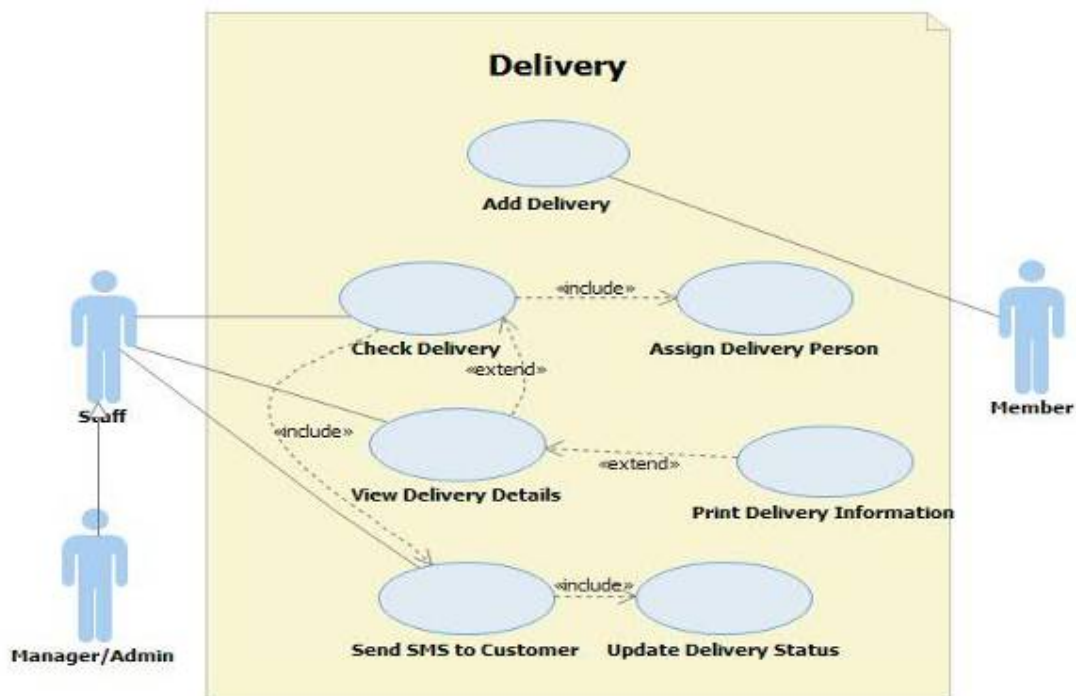 Delivery
Add Delivery
«include»
Check Delivery
Assign Delivery Person
«extend»
Staff
Member
«include»
«extend»
View Delivery Details
Print Delivery Information
«include»
Manager/Admin
Send SMS to Customer
Update Delivery Status